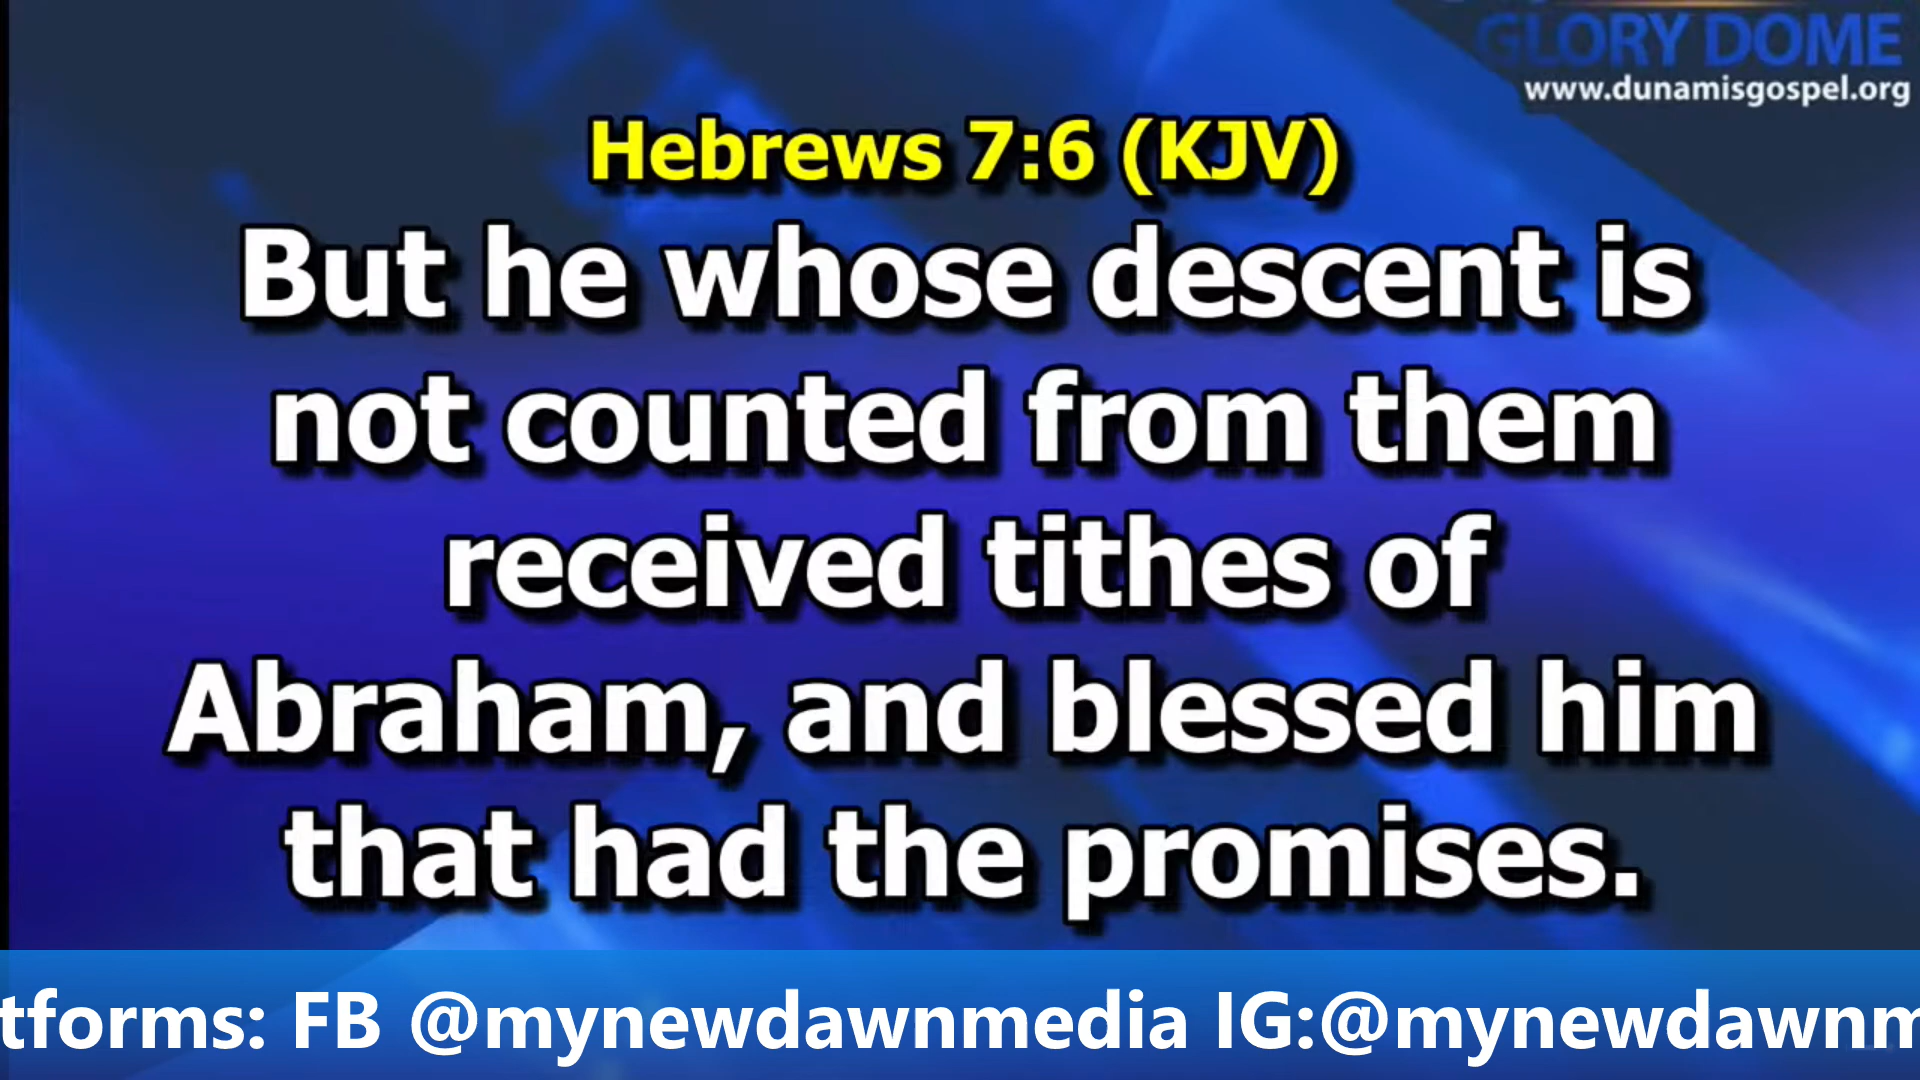 GLORY DOME
www.dunamisgospel.org
Hebrews 7:6 (KJV)
But he whose descent is
not counted from them
received tithes of
Abraham, and blessed him
that had the promises.
tforms: FB @mynewdawnmedia IG:@mynewdawnm